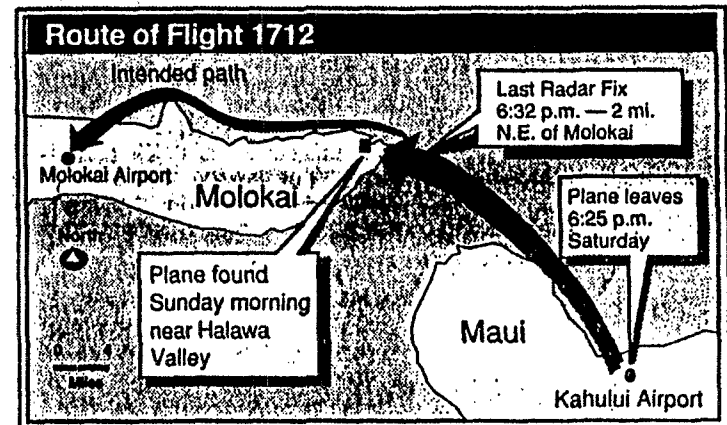 Route of Flight 1712
Intended path
Last Radar Fix
6:32 p.m. — 2 mi.
N.E. of Molokai
Molokai Airport
Molokai
Plane leaves
6:25 p.m.
Saturday
North
Plane found
Sunday morning
near Halawa
Valley
Maui
Miles
Kahului Airport